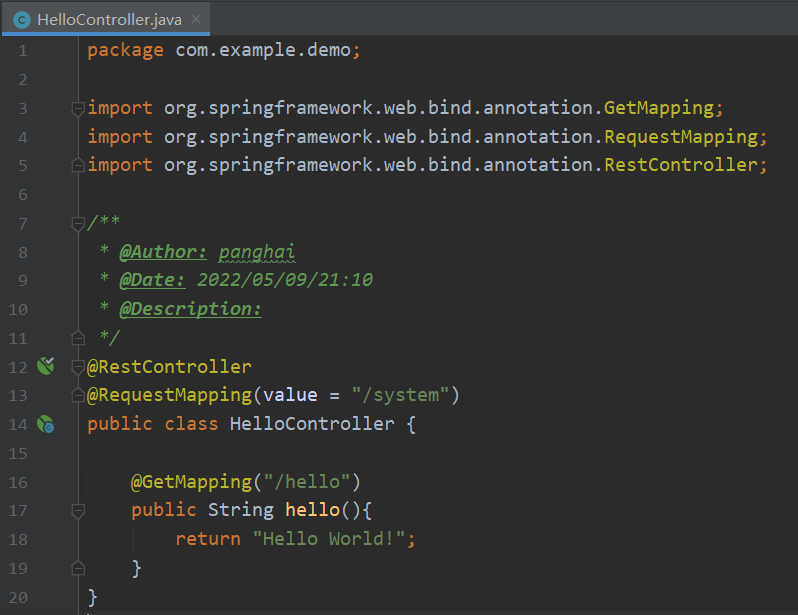 HelloController.java
1 package com.example.demo;
2
3 import org.springframework.web.bind.annotation.GetMapping;
4 import org.springframework.web.bind.annotation.RequestMapping;
5 import org.springframework.web.bind.annotation.RestController;
6
7 /**
8 * @Author: panghai
9 * @Date: 2022/05/09/21:10
10 * @Description:
11 */
12 @RestController
13 @RequestMapping(value = "/system")
14 public class HelloController {
15
16 @GetMapping("/hello")
17 public String hello(){
18 return "Hello World!";
19 }
20 }